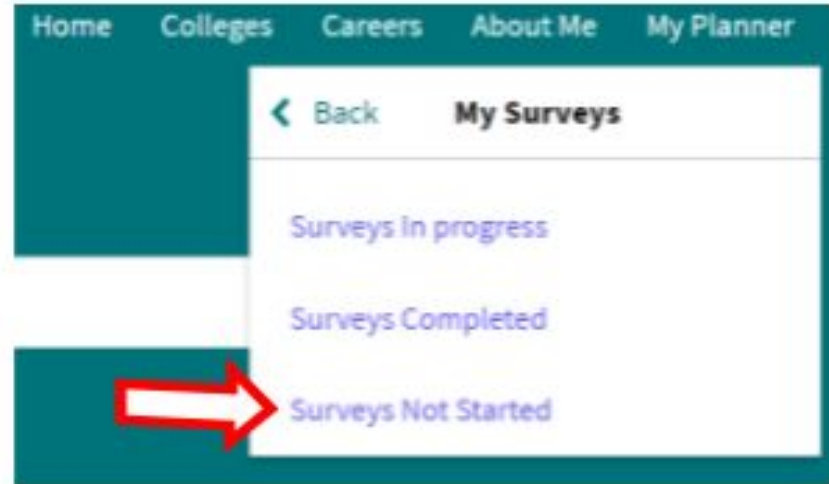 Home Colleges Careers About Me My Planner
Back My Surveys
Surveys In progress
Surveys Completed
Surveys Not Started